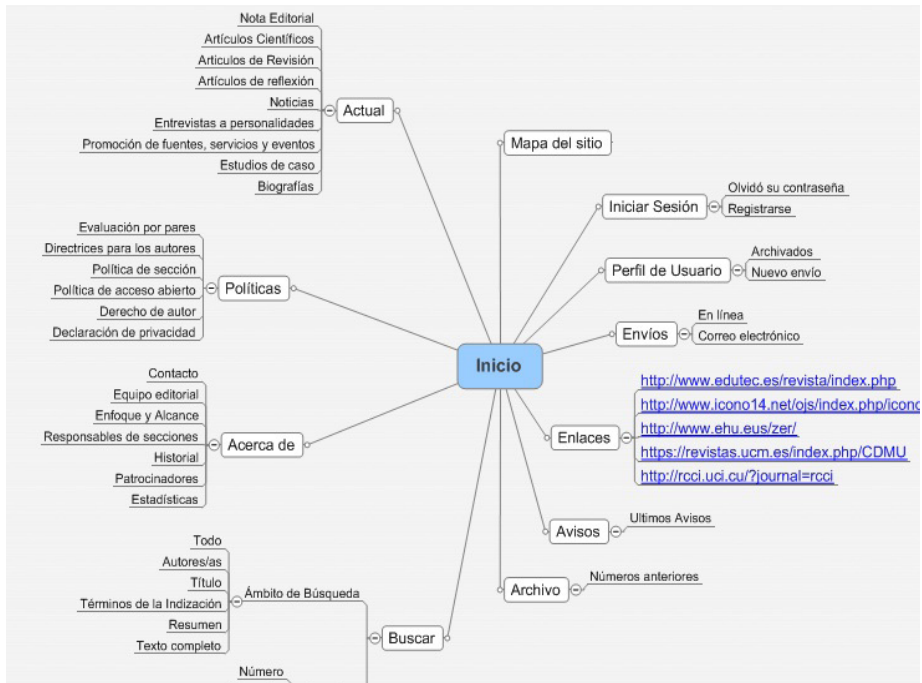 Nota Editorial
Artículos Científicos
Articulos de Revisión
Artículos de reflexión
Noticias
Entrevistas a personalidades
Promoción de fuentes, servicios y eventos
Estudios de caso
Biografías
Actual
Evaluación por pares
Directrices para los autores
Política de sección
Política de acceso abierto
Derecho de autor
Declaración de privacidad
Políticas
Contacto
Equipo editorial
Enfoque y Alcance
Responsables de secciones
Historial
Patrocinadores
Estadísticas
Acerca de
Todo
Autores/as
Título
Términos de la Indización
Resumen
Texto completo
Ámbito de Búsqueda
Número
Buscar
Inicio
Mapa del sitio
Iniciar Sesión
Olvidó su contraseña
Registrarse
Perfil de Usuario
Archivados
Nuevo envío
Envíos
En línea
Correo electrónico
Enlaces
http://www.edutec.es/revista/index.php
http://www.icono14.net/ojs/index.php/icono
http://www.ehu.eus/zer/
https://revistas.ucm.es/index.php/CDMU
http://rcci.uci.cu/?journal=rcci
Avisos
Ultimos Avisos
Archivo
Números anteriores